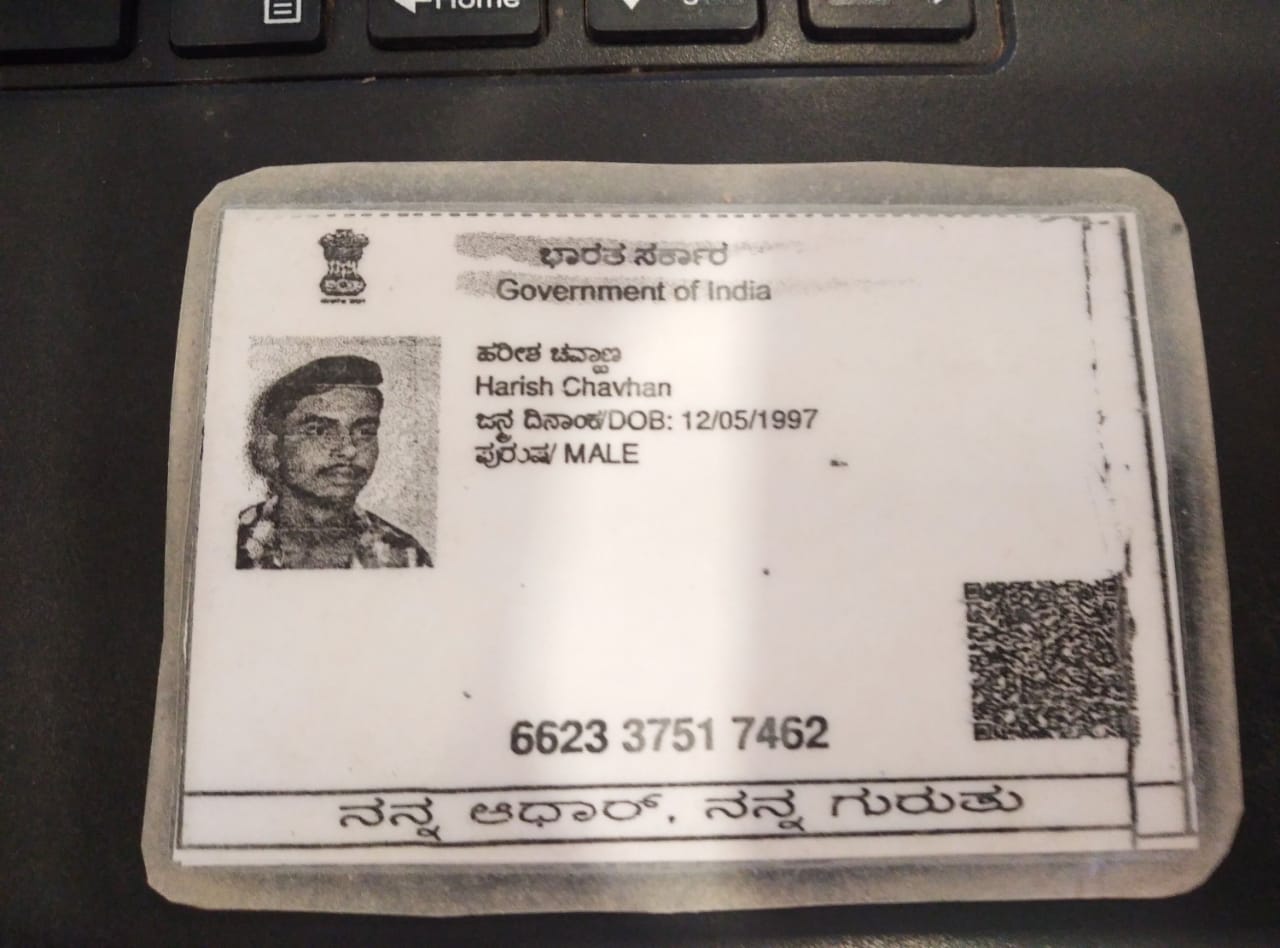 Home
ಭಾರತ ಸರ್ಕಾರ
Government of India
ಹರೀಶ ಚವ್ಹಾಣ
Harish Chavhan
ಜನ್ಮ ದಿನಾಂಕ/DOB: 12/05/1997
ಪುರುಷ/ MALE
6623 3751 7462
ನನ್ನ ಆಧಾರ್, ನನ್ನ ಗುರುತು